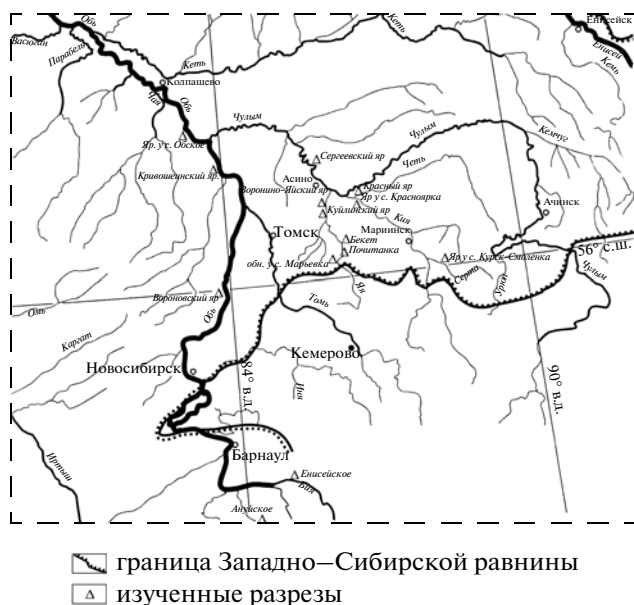 Обь
Кеть
Енисейск
Васюган
Парабель
Енисей
Кеть
Кемь
Колпашево
Чая
Обь
Чулым
Чулым
Кемчуг
Яр. у с. Обское
Сергеевский яр
Четь
Кривошеинский яр.
Асино
Красный яр
Воронино-Яйский яр
Яр у с. Красноярка
Ачинск
Куйлинский яр
Кия
Томск
Мариинск
Бекет
Почитанка
56° с.ш.
обн. у с. Марьевка
Яр у с. Курск-Смоленка
Серта
Урюп
Чулым
Яя
Вороновский яр
Омь
Обь
Томь
Каргат
Кемерово
Новосибирск
84° в.д.
90° в.д.
Иня
Барнаул
Иртыш
Енисейское
Бия
Ануйское
граница Западно–Сибирской равнины
изученные разрезы